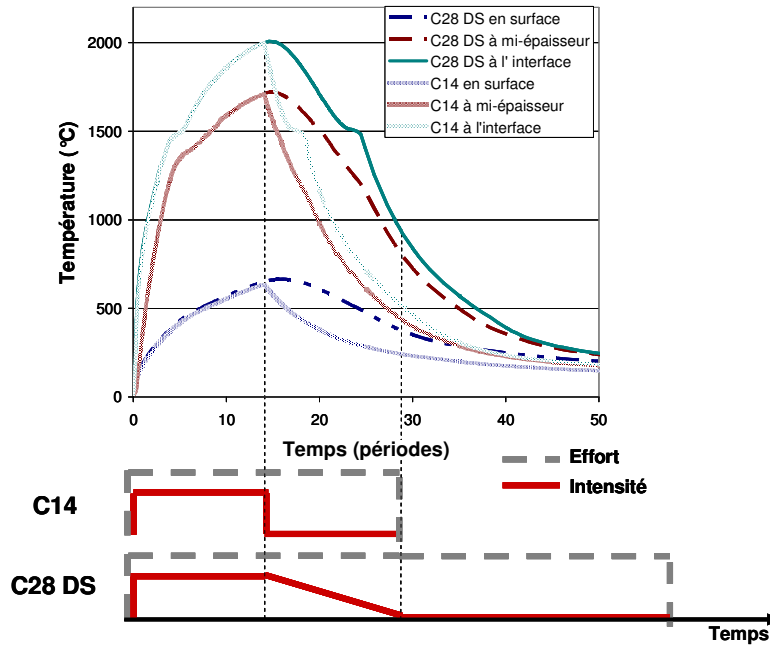 Température (°C)
2000
1500
1000
500
0
C28 DS en surface
C28 DS à mi-épaisseur
C28 DS à l' interface
C14 en surface
C14 à mi-épaisseur
C14 à l'interface
0
10
20
30
40
50
Temps (périodes)
Effort
Intensité
C14
C28 DS
Temps